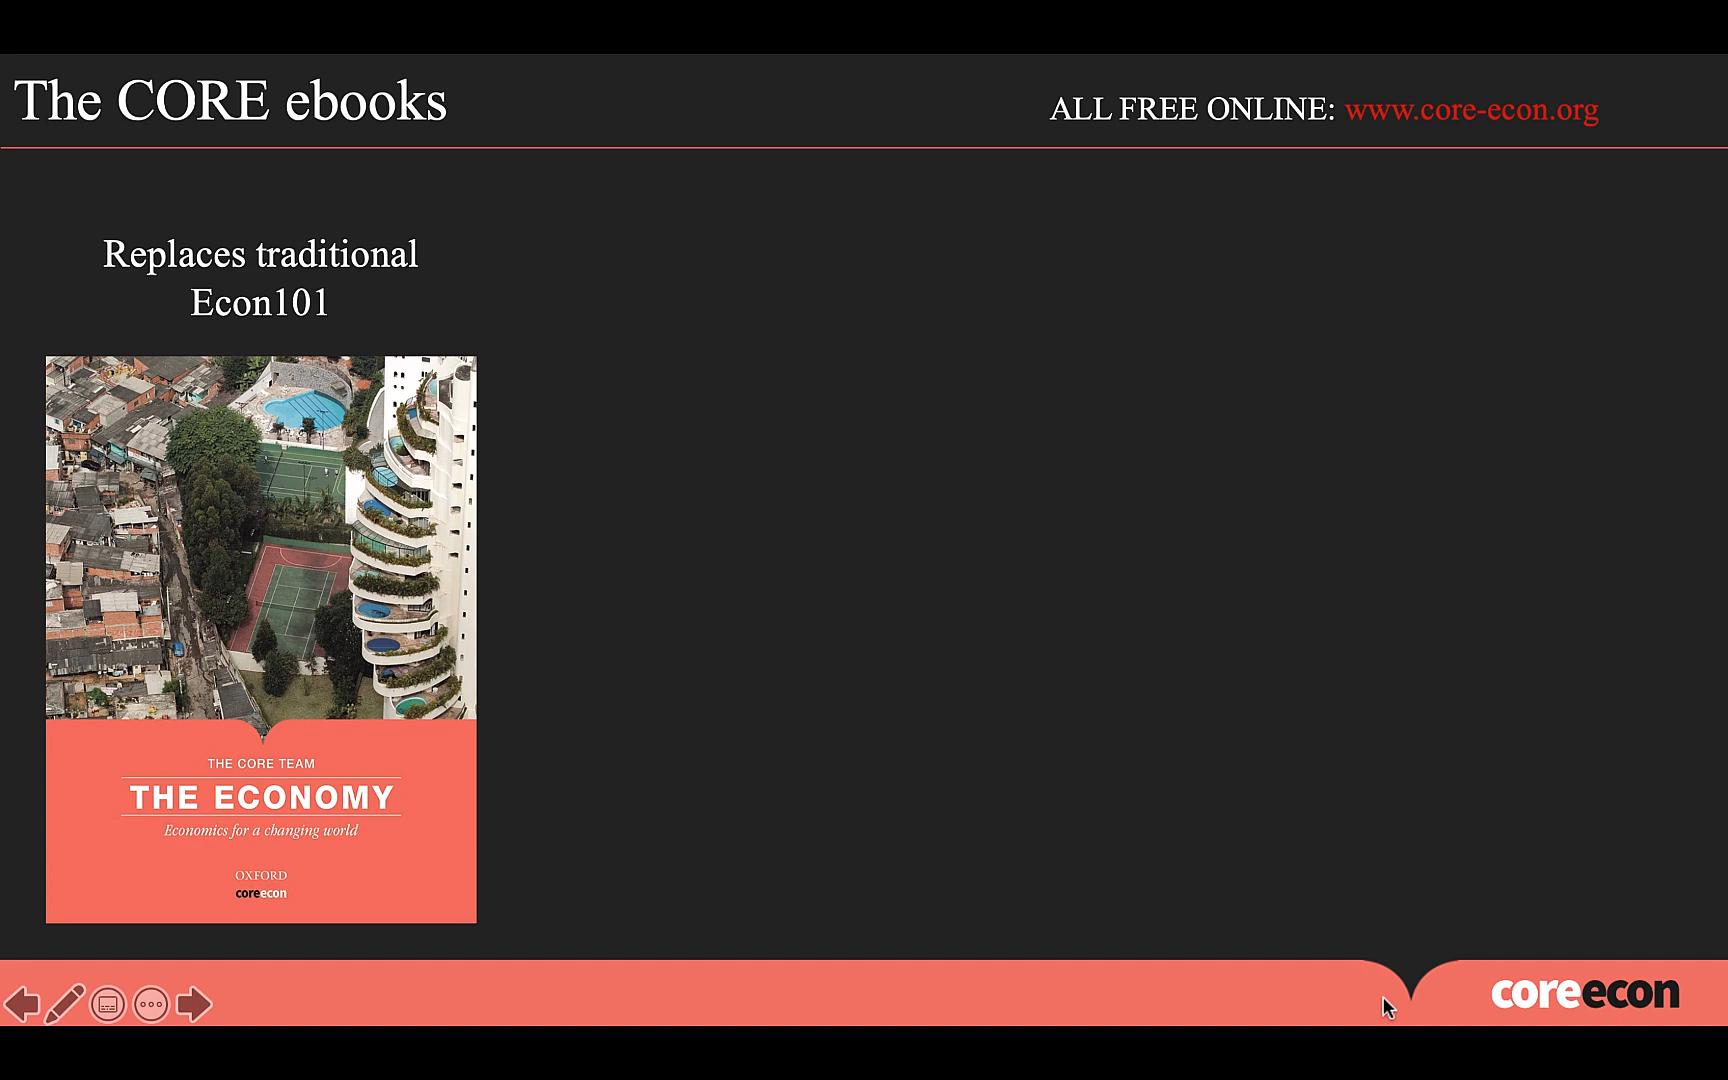 The CORE ebooks
ALL FREE ONLINE: www.core-econ.org
Replaces traditional
Econ101
THE CORE TEAM
THE ECONOMY
Economics for a changing world
OXFORD
coreecon
coreecon